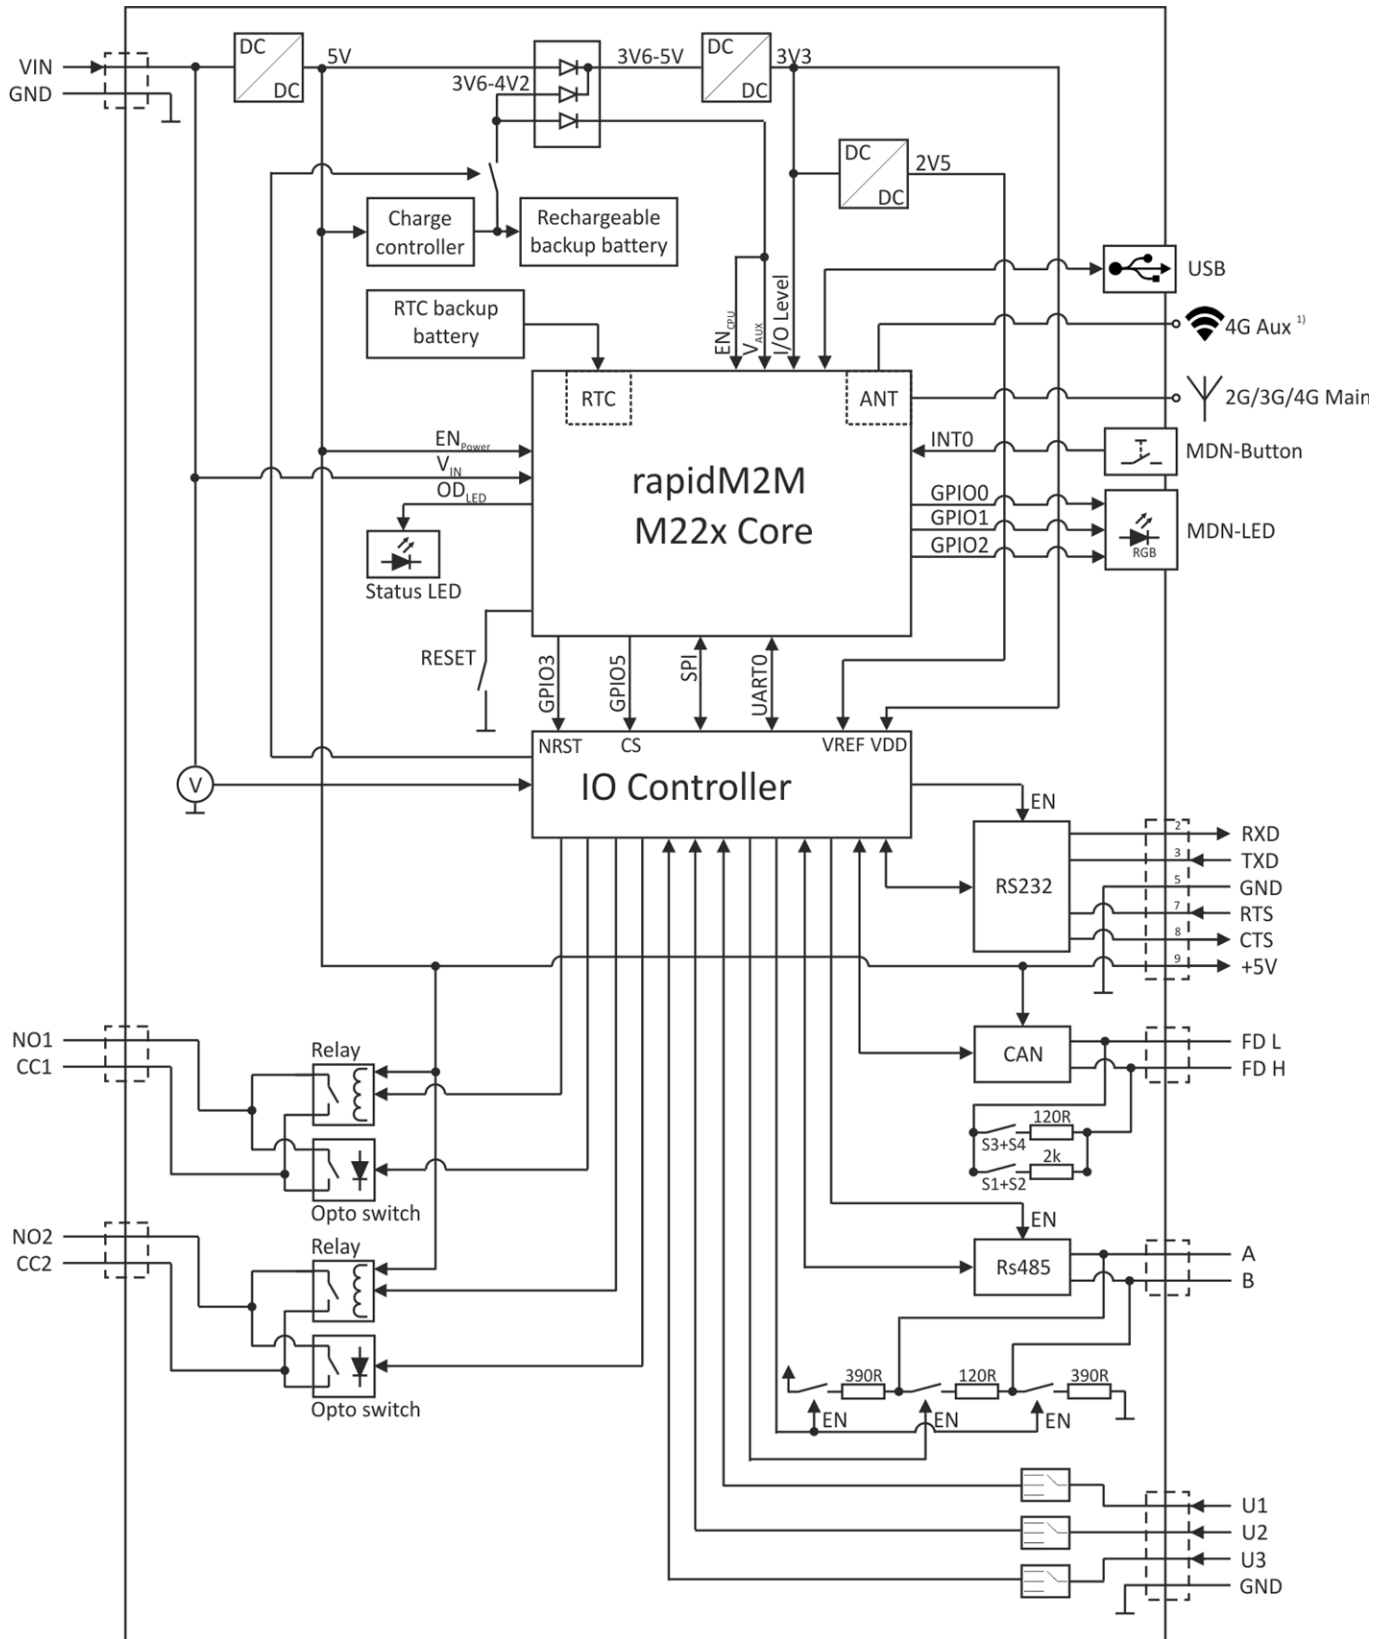 VIN
GND
DC
DC
5V
3V6-4V2
3V6-5V
DC
DC
3V3
DC
DC
2V5
Charge
controller
Rechargeable
backup battery
RTC backup
battery
EN CPU
V AUX
I/O Level
USB
4G Aux 1)
2G/3G/4G Main
RTC
ANT
EN Power
V IN
OD LED
Status LED
rapidM2M
M22x Core
INT0
MDN-Button
GPIO0
GPIO1
GPIO2
RGB
MDN-LED
RESET
GPIO3
GPIO5
SPI
UART0
NRST
CS
VREF
VDD
IO Controller
V
EN
RS232
2
RXD
3
TXD
5
GND
7
RTS
8
CTS
9
+5V
NO1
CC1
Relay
Opto switch
CAN
FD L
FD H
120R
S3+S4
2k
S1+S2
NO2
CC2
Relay
Opto switch
EN
Rs485
A
B
390R
120R
390R
EN
EN
EN
U1
U2
U3
GND